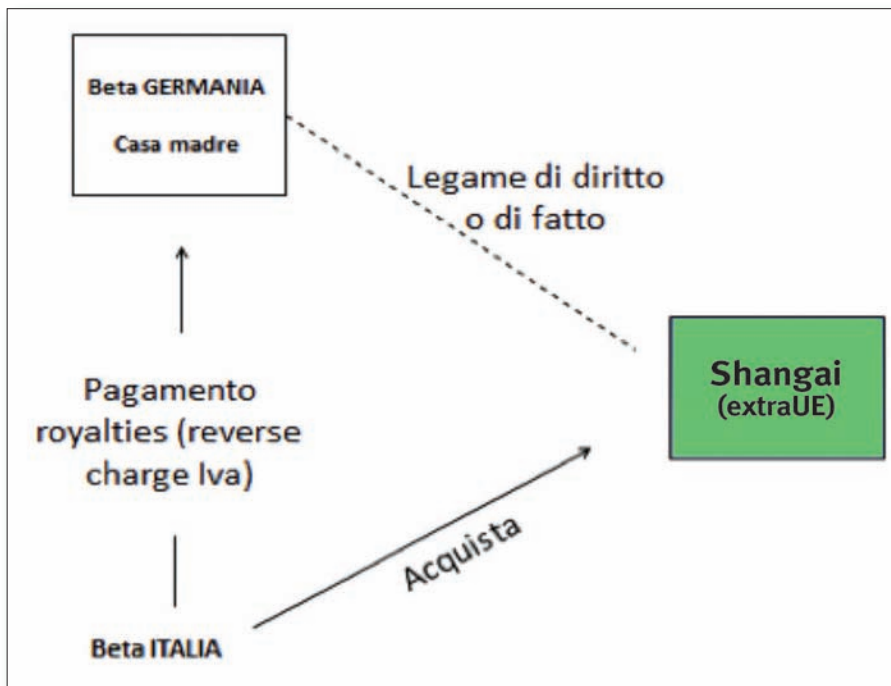 Beta GERMANIA
Casa madre
Legame di diritto
o di fatto
Shangai
(extraUE)
Pagamento
royalties (reverse
charge Iva)
Acquista
Beta ITALIA